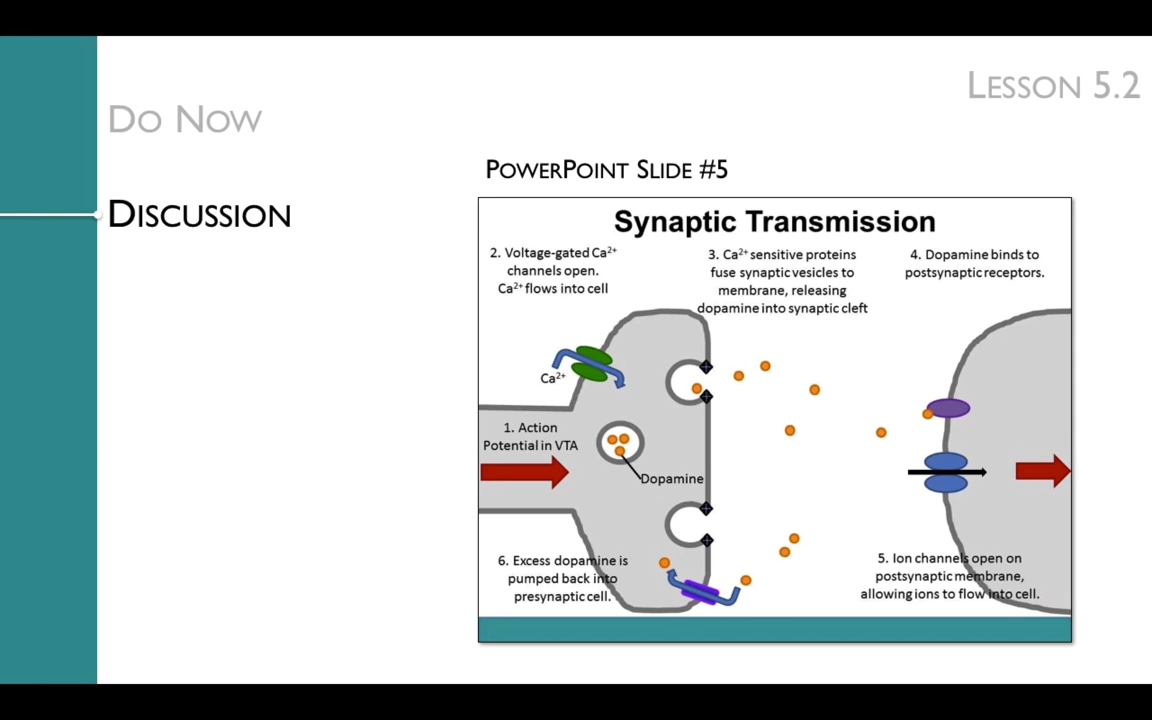 LESSON 5.2
DO NOW
POWERPOINT SLIDE #5
DISCUSSION
Synaptic Transmission
2. Voltage-gated Ca²⁺
channels open.
Ca²⁺ flows into cell
3. Ca²⁺ sensitive proteins
fuse synaptic vesicles to
membrane, releasing
dopamine into synaptic cleft
4. Dopamine binds to
postsynaptic receptors.
Ca²⁺
1. Action
Potential in VTA
Dopamine
6. Excess dopamine is
pumped back into
presynaptic cell.
5. Ion channels open on
postsynaptic membrane,
allowing ions to flow into cell.